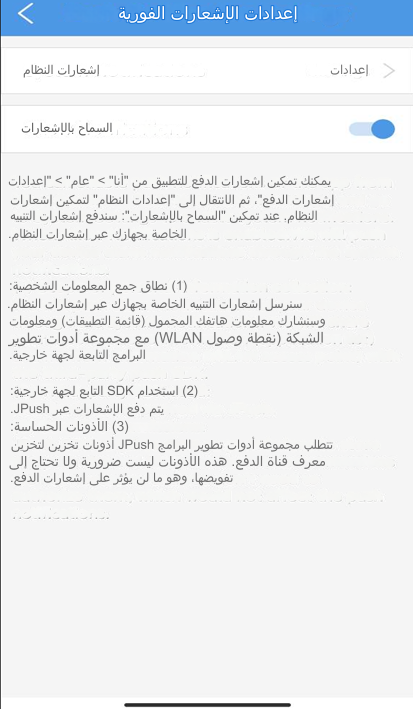 إعدادات الإشعارات الفورية
إشعارات النظام
إعدادات
السماح بالإشعارات
يمكنك تمكين إشعارات الدفع للتطبيق من "أنا" > "عام" > "إعدادات
إشعارات الدفع"، ثم الانتقال إلى "إعدادات النظام" لتمكين إشعارات
النظام. عند تمكين "السماح بالإشعارات": سندفع إشعارات التنبيه
الخاصة بجهازك عبر إشعارات النظام.
(1) نطاق جمع المعلومات الشخصية:
سنرسل إشعارات التنبيه الخاصة بجهازك عبر إشعارات النظام.
وسنشارك معلومات هاتفك المحمول (قائمة التطبيقات) ومعلومات
الشبكة (نقطة وصول WLAN) مع مجموعة أدوات تطوير
البرامج التابعة لجهة خارجية.
(2) استخدام SDK التابع لجهة خارجية:
يتم دفع الإشعارات عبر JPush.
(3) الأذونات الحساسة:
تتطلب مجموعة أدوات تطوير البرامج JPush أذونات تخزين لتخزين
معرف قناة الدفع. هذه الأذونات ليست ضرورية ولا تحتاج إلى
تفويضها، وهو ما لن يؤثر على إشعارات الدفع.